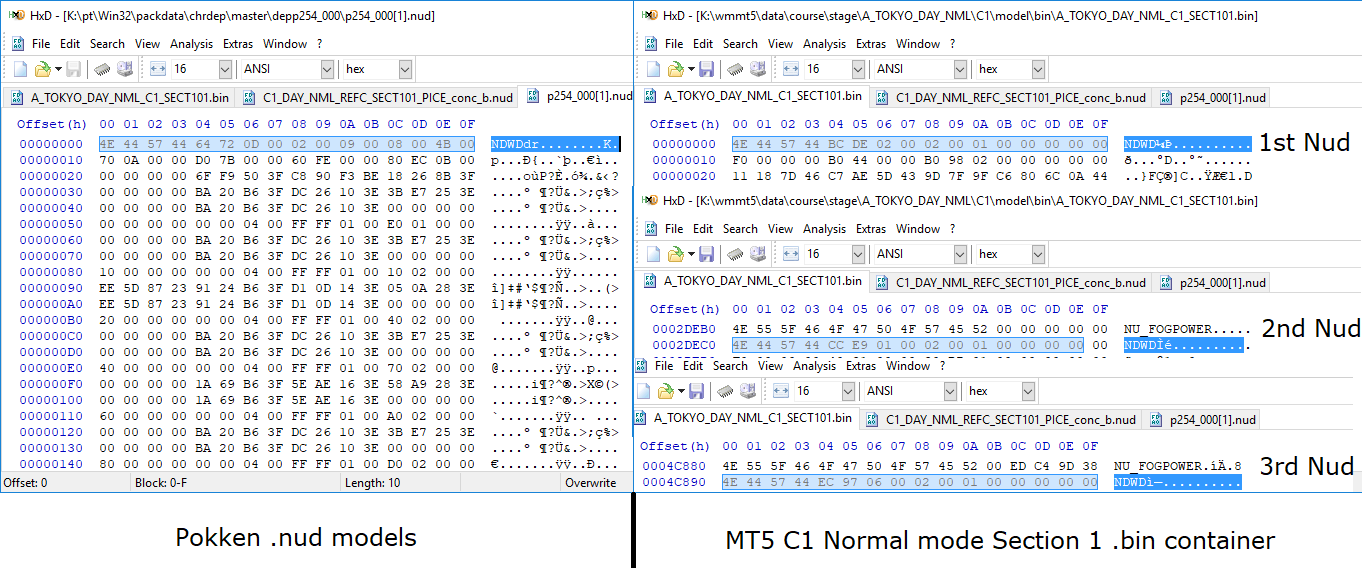 HxD - [K:\pt\Win32\packdata\chrdep\master\depp254_000\p254_000[1].nud]
File Edit Search View Analysis Extras Window ?
16 ANSI hex
A_TOKYO_DAY_NML_C1_SECT101.bin C1_DAY_NML_REFC_SECT101_PICE_conc_b.nud p254_000[1].nud
Offset(h) 00 01 02 03 04 05 06 07 08 09 0A 0B 0C 0D 0E 0F
00000000 4E 44 57 44 64 72 0D 00 02 00 09 00 08 00 4B 00 NDWDdr........K.
00000010 70 0A 00 00 D0 7B 00 00 60 FE 00 00 80 EC 0B 00 p...Ð{..`þ..€ì..
00000020 00 00 00 00 6F F9 50 3F C8 90 F3 BE 18 26 8B 3F ....oùP?È.ó¾.&‹?
00000030 00 00 00 00 BA 20 B6 3F DC 26 10 3E 3B E7 25 3E ....º ¶?Ü&.>;ç%>
00000040 00 00 00 00 BA 20 B6 3F DC 26 10 3E 00 00 00 00 ....º ¶?Ü&.>....
00000050 00 00 00 00 00 00 04 00 FF FF 01 00 E0 01 00 00 ........ÿÿ..à...
00000060 00 00 00 00 BA 20 B6 3F DC 26 10 3E 3B E7 25 3E ....º ¶?Ü&.>;ç%>
00000070 00 00 00 00 BA 20 B6 3F DC 26 10 3E 00 00 00 00 ....º ¶?Ü&.>....
00000080 10 00 00 00 00 00 04 00 FF FF 01 00 10 02 00 00 ........ÿÿ......
00000090 EE 5D 87 23 91 24 B6 3F D1 0D 14 3E 05 0A 28 3E î]‡#‘$¶?Ñ..>..(>
000000A0 EE 5D 87 23 91 24 B6 3F D1 0D 14 3E 00 00 00 00 î]‡#‘$¶?Ñ..>....
000000B0 20 00 00 00 00 00 04 00 FF FF 01 00 40 02 00 00 .......ÿÿ..@...
000000C0 00 00 00 00 BA 20 B6 3F DC 26 10 3E 3B E7 25 3E ....º ¶?Ü&.>;ç%>
000000D0 00 00 00 00 BA 20 B6 3F DC 26 10 3E 00 00 00 00 ....º ¶?Ü&.>....
000000E0 40 00 00 00 00 00 04 00 FF FF 01 00 70 02 00 00 @.......ÿÿ..p...
000000F0 00 00 00 00 1A 69 B6 3F 5E AE 16 3E 58 A9 28 3E .....i¶?^®.>X©(>
00000100 00 00 00 00 1A 69 B6 3F 5E AE 16 3E 00 00 00 00 .....i¶?^®.>....
00000110 60 00 00 00 00 00 04 00 FF FF 01 00 A0 02 00 00 `.......ÿÿ.. ...
00000120 00 00 00 00 BA 20 B6 3F DC 26 10 3E 3B E7 25 3E ....º ¶?Ü&.>;ç%>
00000130 00 00 00 00 BA 20 B6 3F DC 26 10 3E 00 00 00 00 ....º ¶?Ü&.>....
00000140 80 00 00 00 00 00 04 00 FF FF 01 00 D0 02 00 00 €.......ÿÿ..Ð...
Offset: 0 Block: 0-F Length: 10 Overwrite
Pokken .nud models
HxD - [K:\wmmt5\data\course\stage\A_TOKYO_DAY_NML\C1\model\bin\A_TOKYO_DAY_NML_C1_SECT101.bin]
File Edit Search View Analysis Extras Window ?
16 ANSI hex
A_TOKYO_DAY_NML_C1_SECT101.bin C1_DAY_NML_REFC_SECT101_PICE_conc_b.nud p254_000[1].nud
Offset(h) 00 01 02 03 04 05 06 07 08 09 0A 0B 0C 0D 0E 0F
00000000 4E 44 57 44 BC DE 02 00 02 00 01 00 00 00 00 00 NDWD¼Þ..........
1st Nud
00000010 F0 00 00 00 B0 44 00 00 B0 98 02 00 00 00 00 00 ð...°D..°˜......
00000020 11 18 7D 46 C7 AE 5D 43 9D 7F 9F C6 80 6C 0A 44 ..}FÇ®]C..ŸÆ€l.D
HxD - [K:\wmmt5\data\course\stage\A_TOKYO_DAY_NML\C1\model\bin\A_TOKYO_DAY_NML_C1_SECT101.bin]
File Edit Search View Analysis Extras Window ?
16 ANSI hex
A_TOKYO_DAY_NML_C1_SECT101.bin C1_DAY_NML_REFC_SECT101_PICE_conc_b.nud p254_000[1].nud
Offset(h) 00 01 02 03 04 05 06 07 08 09 0A 0B 0C 0D 0E 0F
0002DEB0 4E 55 5F 46 4F 47 50 4F 57 45 52 00 00 00 00 00 NU_FOGPOWER.....
2nd Nud
0002DEC0 4E 44 57 44 CC E9 01 00 02 00 01 00 00 00 00 00 NDWDÌé..........
File Edit Search View Analysis Extras Window ?
16 ANSI hex
A_TOKYO_DAY_NML_C1_SECT101.bin C1_DAY_NML_REFC_SECT101_PICE_conc_b.nud p254_000[1].nud
Offset(h) 00 01 02 03 04 05 06 07 08 09 0A 0B 0C 0D 0E 0F
0004C880 4E 55 5F 46 4F 47 50 4F 57 45 52 00 ED C4 9D 38 NU_FOGPOWER.íÄ.8
3rd Nud
0004C890 4E 44 57 44 EC 97 06 00 02 00 01 00 00 00 00 00 NDWDì—..........
MT5 C1 Normal mode Section 1 .bin container